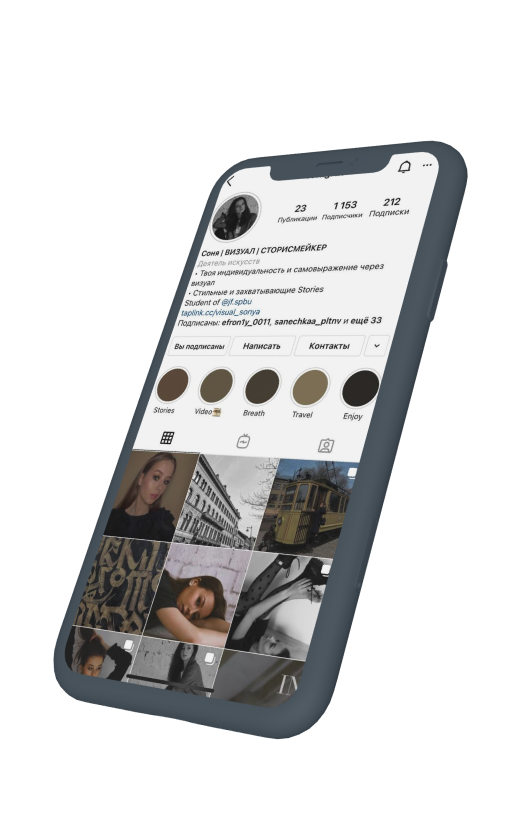 23 1 153 212
Публикации Подписчики Подписки
Соня | ВИЗУАЛ | СТОРИСМЕЙКЕР
Деятель искусств
• Твоя индивидуальность и самовыражение через
визуал
• Стильные и захватывающие Stories
Student of @jf.spbu
taplink.cc/visual_sonya
Подписаны: efron1y_0011, sanechkaa_pltnv и ещё 33
Вы подписаны Написать Контакты
Stories Video Breath Travel Enjoy
IN